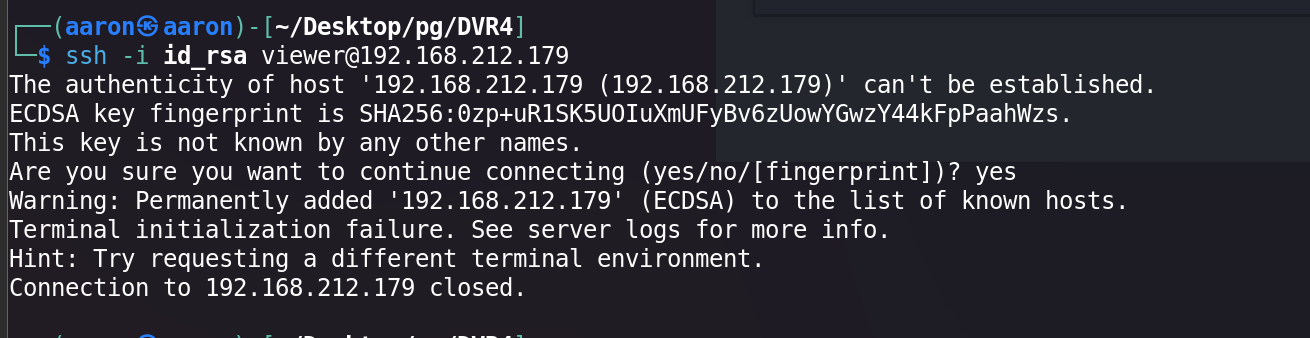 ┌──(aaron㉿aaron)-[~/Desktop/pg/DVR4]
└─$ ssh -i id_rsa viewer@192.168.212.179
The authenticity of host '192.168.212.179 (192.168.212.179)' can't be established.
ECDSA key fingerprint is SHA256:0zp+uR1SK5UOIuXmUFyBv6zUowYGwzY44kFpPaahWzs.
This key is not known by any other names.
Are you sure you want to continue connecting (yes/no/[fingerprint])? yes
Warning: Permanently added '192.168.212.179' (ECDSA) to the list of known hosts.
Terminal initialization failure. See server logs for more info.
Hint: Try requesting a different terminal environment.
Connection to 192.168.212.179 closed.